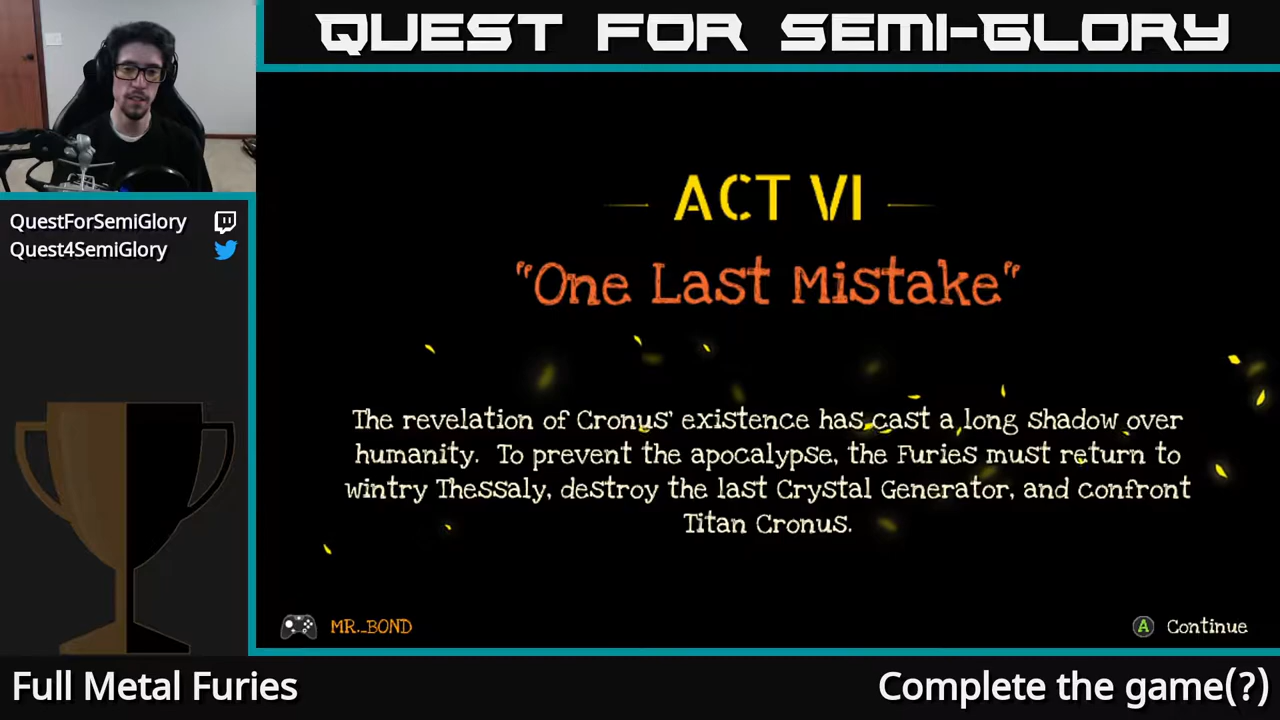 QUEST FOR SEMI-GLORY
QuestForSemiGlory
Quest4SemiGlory
ACT VI
"One Last Mistake"
The revelation of Cronus' existence has cast a long shadow over
humanity. To prevent the apocalypse, the Furies must return to
wintry Thessaly, destroy the last Crystal Generator, and confront
Titan Cronus.
MR._BOND
A Continue
Full Metal Furies
Complete the game(?)